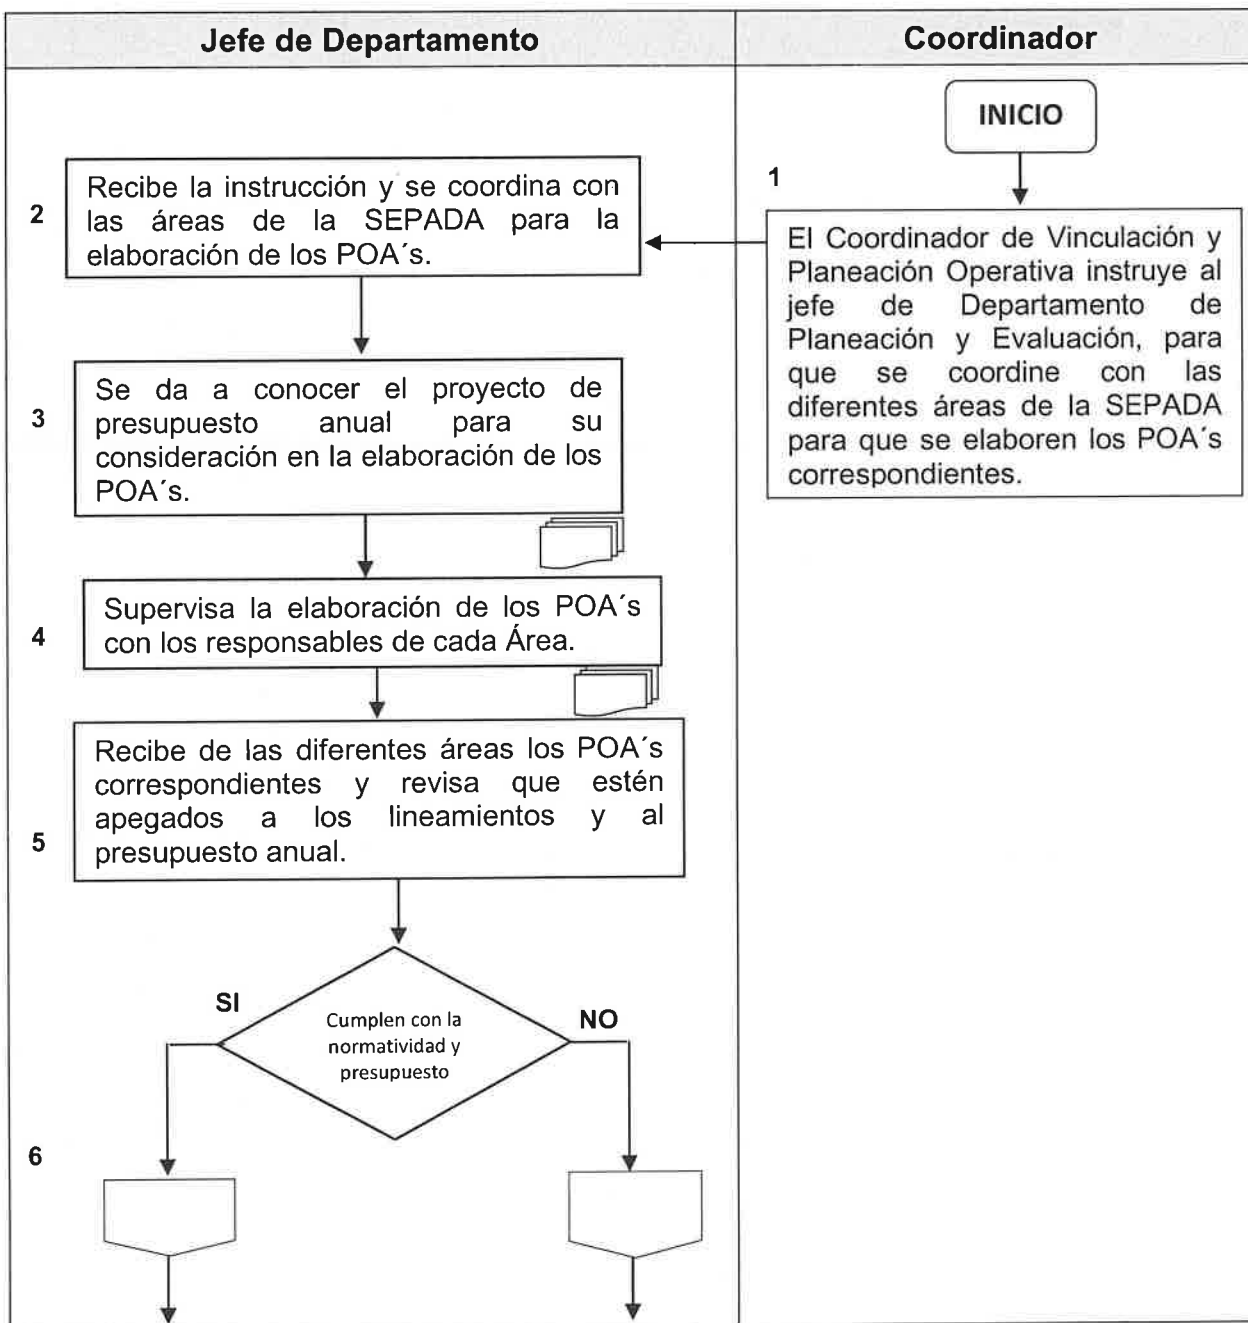 Jefe de Departamento
Coordinador
INICIO
1
El Coordinador de Vinculación y
Planeación Operativa instruye al
jefe de Departamento de
Planeación y Evaluación, para
que se coordine con las
diferentes áreas de la SEPADA
para que se elaboren los POA´s
correspondientes.
2
Recibe la instrucción y se coordina con
las áreas de la SEPADA para la
elaboración de los POA´s.
3
Se da a conocer el proyecto de
presupuesto anual para su
consideración en la elaboración de los
POA´s.
4
Supervisa la elaboración de los POA´s
con los responsables de cada Área.
5
Recibe de las diferentes áreas los POA´s
correspondientes y revisa que estén
apegados a los lineamientos y al
presupuesto anual.
SI
Cumplen con la
normatividad y
presupuesto
NO
6